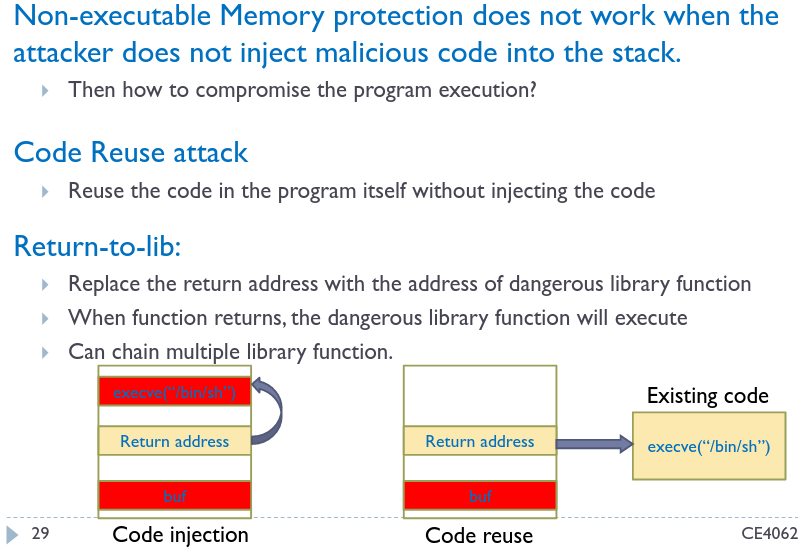 Non-executable Memory protection does not work when the
attacker does not inject malicious code into the stack.
Then how to compromise the program execution?
Code Reuse attack
Reuse the code in the program itself without injecting the code
Return-to-lib:
Replace the return address with the address of dangerous library function
When function returns, the dangerous library function will execute
Can chain multiple library function.
execve(“/bin/sh”)
Return address
buf
Code injection
Return address
buf
Code reuse
Existing code
execve(“/bin/sh”)
29
CE4062